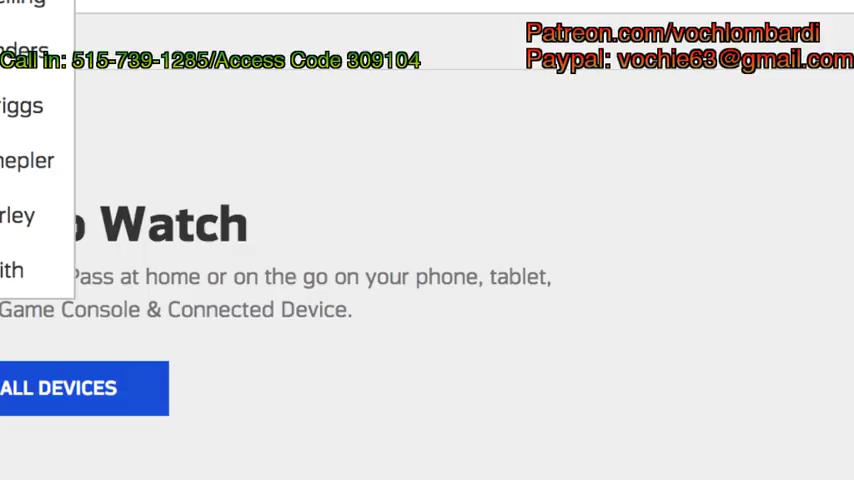 Patreon.com/vochlombardi
Call in: 515-739-1285/Access Code 309104
Paypal: vochie63@gmail.com
iggs
hepler
rley
ith
Watch
Pass at home or on the go on your phone, tablet,
Game Console & Connected Device.
ALL DEVICES